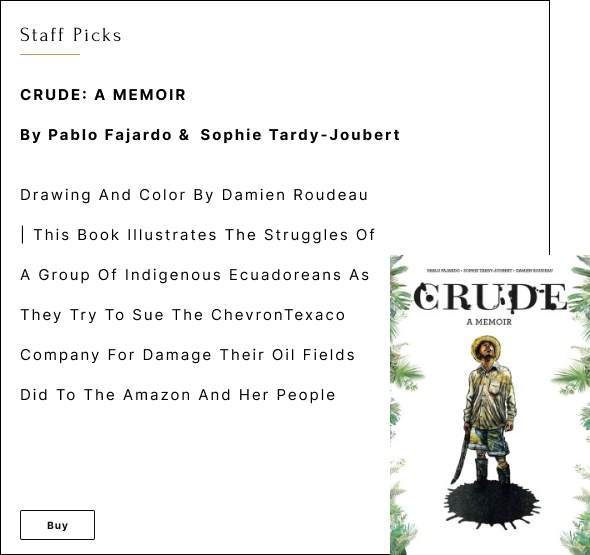 Staff Picks
CRUDE: A MEMOIR
By Pablo Fajardo & Sophie Tardy-Joubert
Drawing And Color By Damien Roudeau
| This Book Illustrates The Struggles Of
A Group Of Indigenous Ecuadoreans As
They Try To Sue The ChevronTexaco
Company For Damage Their Oil Fields
Did To The Amazon And Her People
PABLO FAJARDO • SOPHIE TARDY-JOUBERT • DAMIEN ROUDEAU
CRUDE
A MEMOIR
Buy